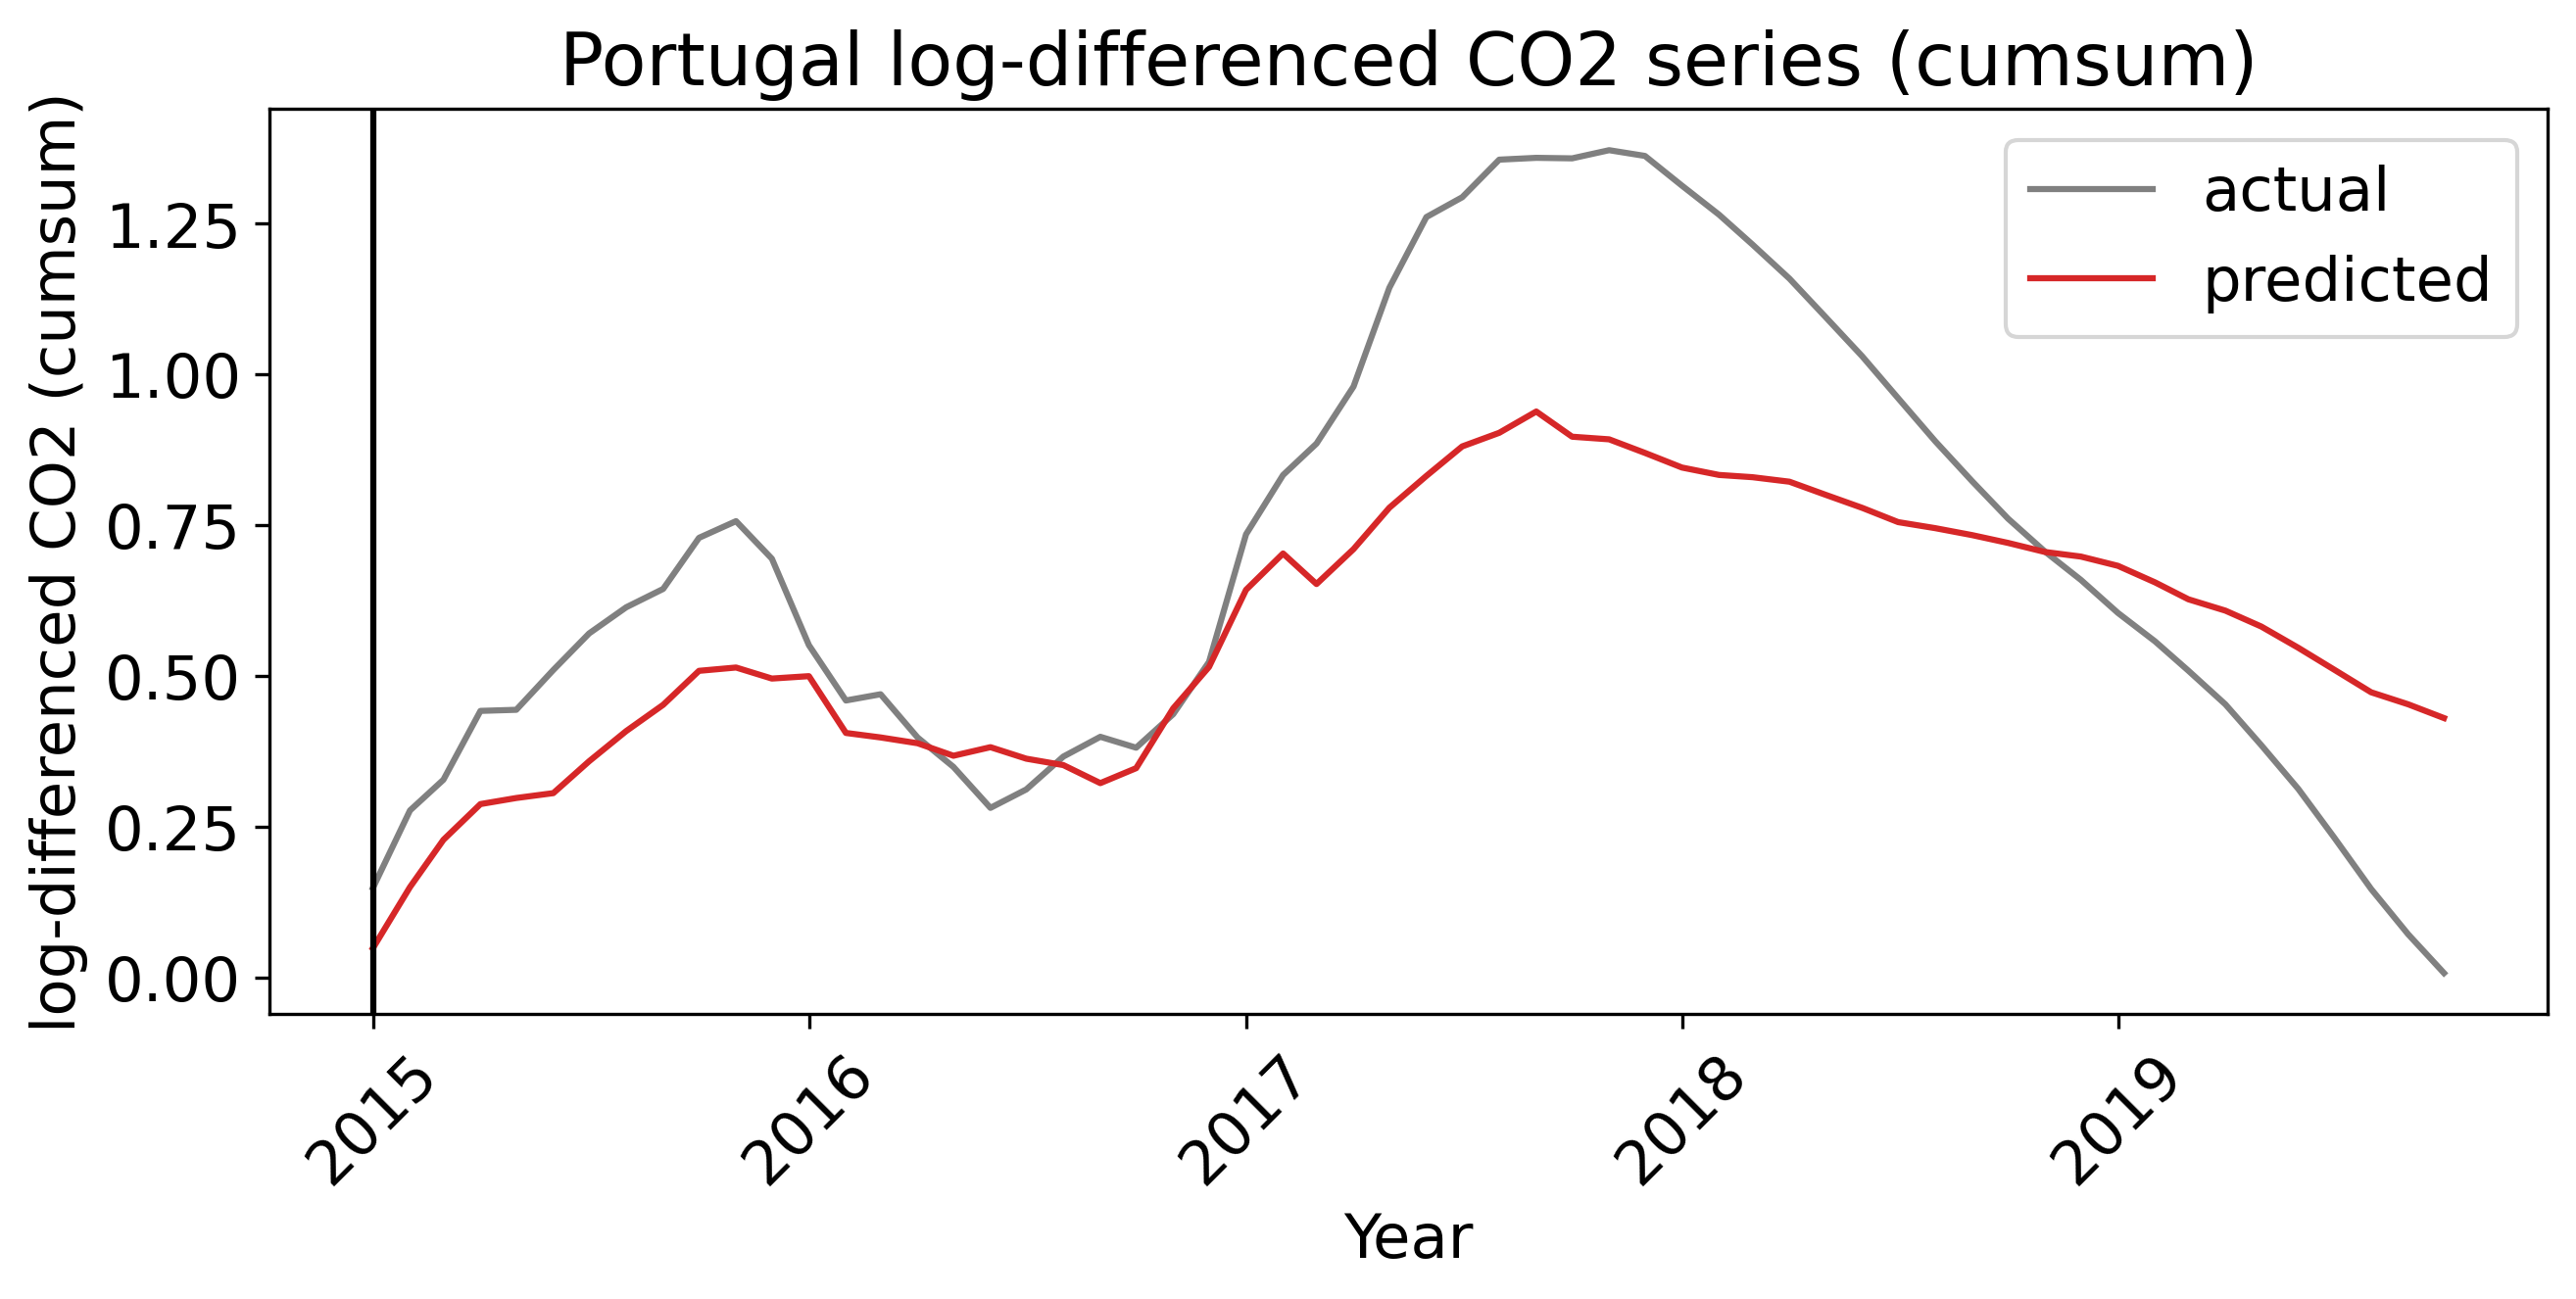 Portugal log-differenced CO2 series (cumsum)
log-differenced CO2 (cumsum)
1.25
1.00
0.75
0.50
0.25
0.00
actual
predicted
2015
2016
2017
2018
2019
Year